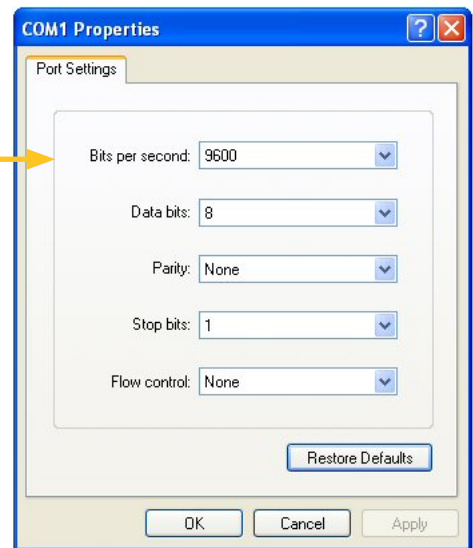 COM1 Properties
Port Settings
Bits per second: 9600
Data bits: 8
Parity: None
Stop bits: 1
Flow control: None
Restore Defaults
OK Cancel Apply